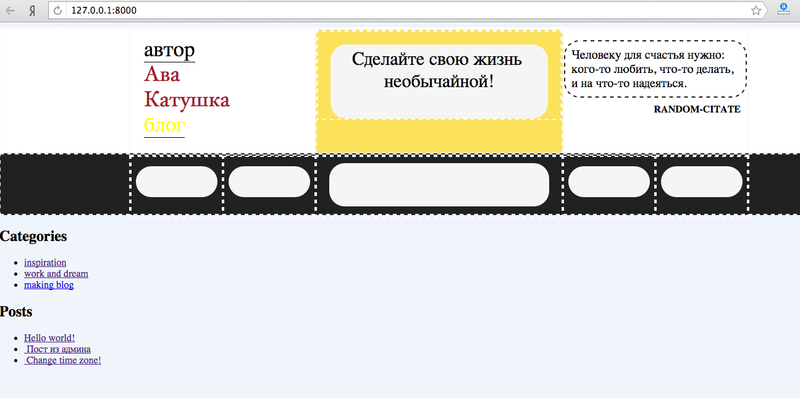 Я
127.0.0.1:8000
автор
Ава
Катушка
блог
Сделайте свою жизнь
необычайной!
Человеку для счастья нужно:
кого-то любить, что-то делать,
и на что-то надеяться.
RANDOM-CITATE
Categories
inspiration
work and dream
making blog
Posts
Hello world!
Пост из админа
Change time zone!